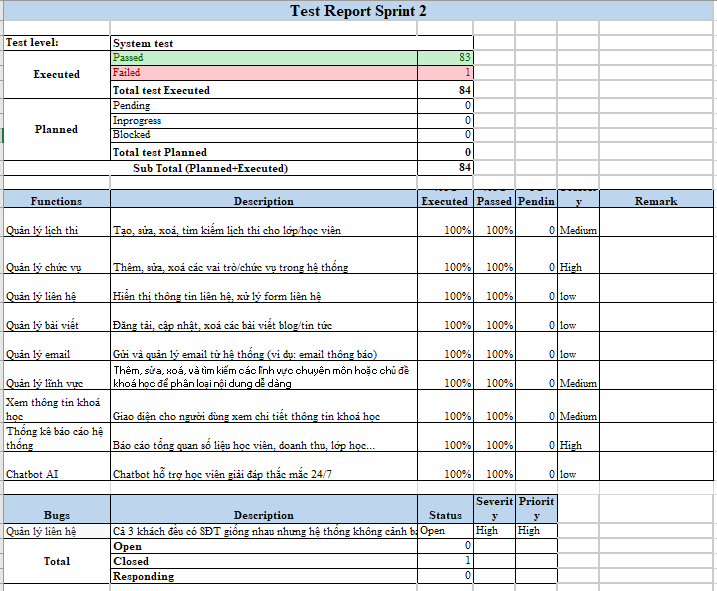 Test Report Sprint 2
Test level: System test
Executed
Passed 83
Failed 1
Total test Executed 84
Planned
Pending 0
Inprogress 0
Blocked 0
Total test Planned 0
Sub Total (Planned+Executed) 84
Functions Description Executed Passed Pendin y Remark
Quản lý lịch thi Tạo, sửa, xoá, tìm kiếm lịch thi cho lớp/học viên 100% 100% 0 Medium
Quản lý chức vụ Thêm, sửa, xoá các vai trò/chức vụ trong hệ thống 100% 100% 0 High
Quản lý liên hệ Hiển thị thông tin liên hệ, xử lý form liên hệ 100% 100% 0 low
Quản lý bài viết Đăng tải, cập nhật, xoá các bài viết blog/tin tức 100% 100% 0 low
Quản lý email Gửi và quản lý email từ hệ thống (ví dụ: email thông báo) 100% 100% 0 low
Thêm, sửa, xoá, và tìm kiếm các lĩnh vực chuyên môn hoặc chủ đề
Quản lý lĩnh vực khoá học để phân loại nội dung dễ dàng 100% 100% 0 Medium
Xem thông tin khoá
học Giao diện cho người dùng xem chi tiết thông tin khoá học 100% 100% 0 Medium
Thống kê báo cáo hệ
thống Báo cáo tổng quan số liệu học viên, doanh thu, lớp học... 100% 100% 0 High
Chatbot AI Chatbot hỗ trợ học viên giải đáp thắc mắc 24/7 100% 100% 0 low
Severit Priorit
Bugs Description Status y y
Quản lý liên hệ Cả 3 khách đều có SĐT giống nhau nhưng hệ thống không cảnh Open High High
Total
Open 0
Closed 1
Responding 0